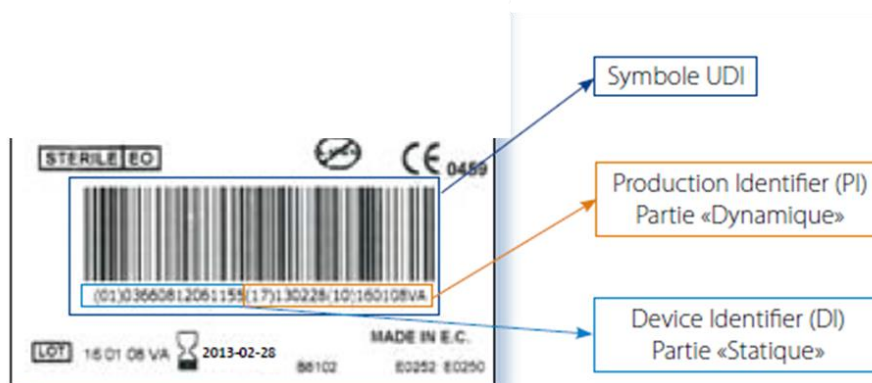 Symbole UDI
STERILE EO
CE 0459
Production Identifier (PI)
Partie «Dynamique»
(01)03660812061155(17)130228(10)160108VA
Device Identifier (DI)
Partie «Statique»
MADE IN E.C.
LOT 16 01 08 VA 2013-02-28
B6102 E0252 E0250